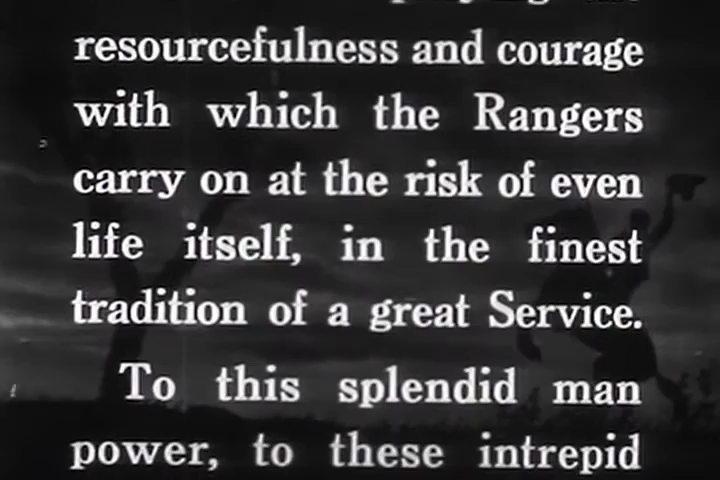 resourcefulness and courage
with which the Rangers
carry on at the risk of even
life itself, in the finest
tradition of a great Service.
To this splendid man
power, to these intrepid